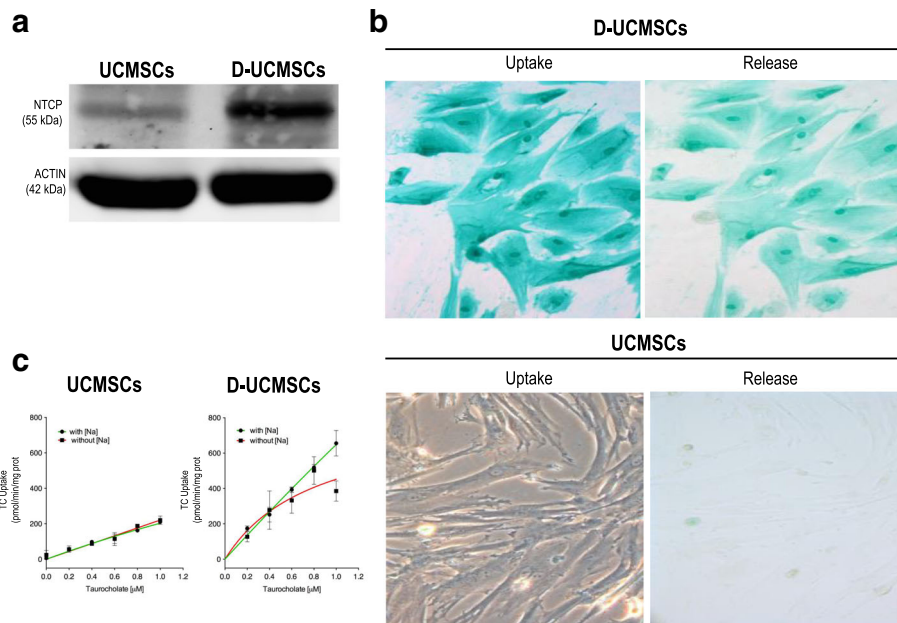 a
UCMSCs D-UCMSCs
NTCP
(55 kDa)
ACTIN
(42 kDa)
b
D-UCMSCs
Uptake Release
UCMSCs
Uptake Release
c
UCMSCs
TC Uptake
(pmol/min/mg prot
800
600
400
200
0
with [Na]
without [Na]
0.0 0.2 0.4 0.6 0.8 1.0 1.2
Taurocholate [µM]
D-UCMSCs
TC Uptake
(pmol/min/mg prot
800
600
400
200
0
with [Na]
without [Na]
0.0 0.2 0.4 0.6 0.8 1.0 1.2
Taurocholate [µM]